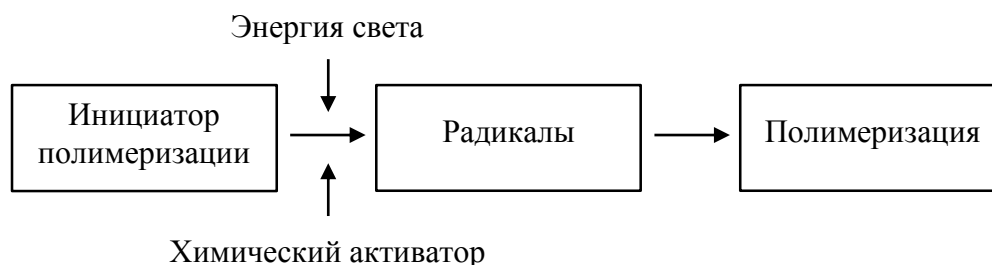 Энергия света
Инициатор
полимеризации
Радикалы
Полимеризация
Химический активатор